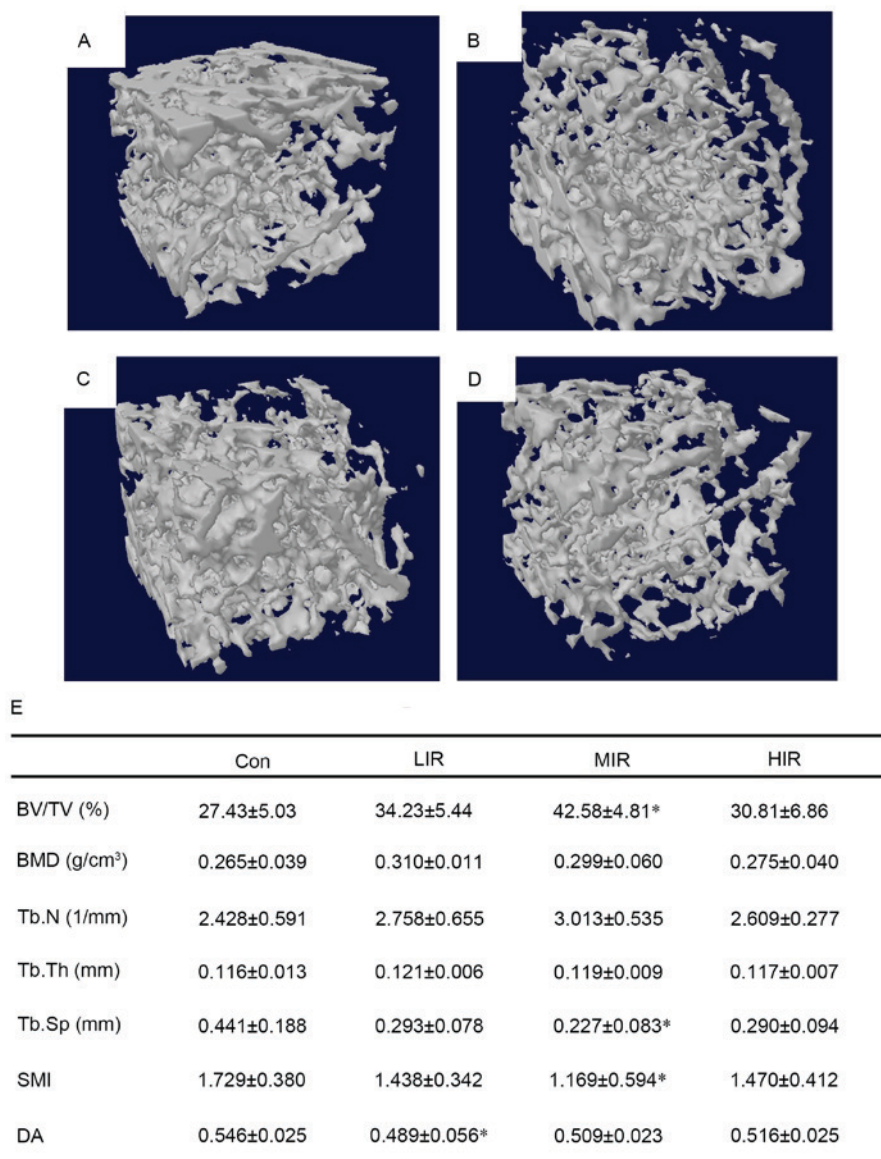 A
B
C
D
E
Con LIR MIR HIR
BV/TV (%) 27.43±5.03 34.23±5.44 42.58±4.81* 30.81±6.86
BMD (g/cm³) 0.265±0.039 0.310±0.011 0.299±0.060 0.275±0.040
Tb.N (1/mm) 2.428±0.591 2.758±0.655 3.013±0.535 2.609±0.277
Tb.Th (mm) 0.116±0.013 0.121±0.006 0.119±0.009 0.117±0.007
Tb.Sp (mm) 0.441±0.188 0.293±0.078 0.227±0.083* 0.290±0.094
SMI 1.729±0.380 1.438±0.342 1.169±0.594* 1.470±0.412
DA 0.546±0.025 0.489±0.056* 0.509±0.023 0.516±0.025